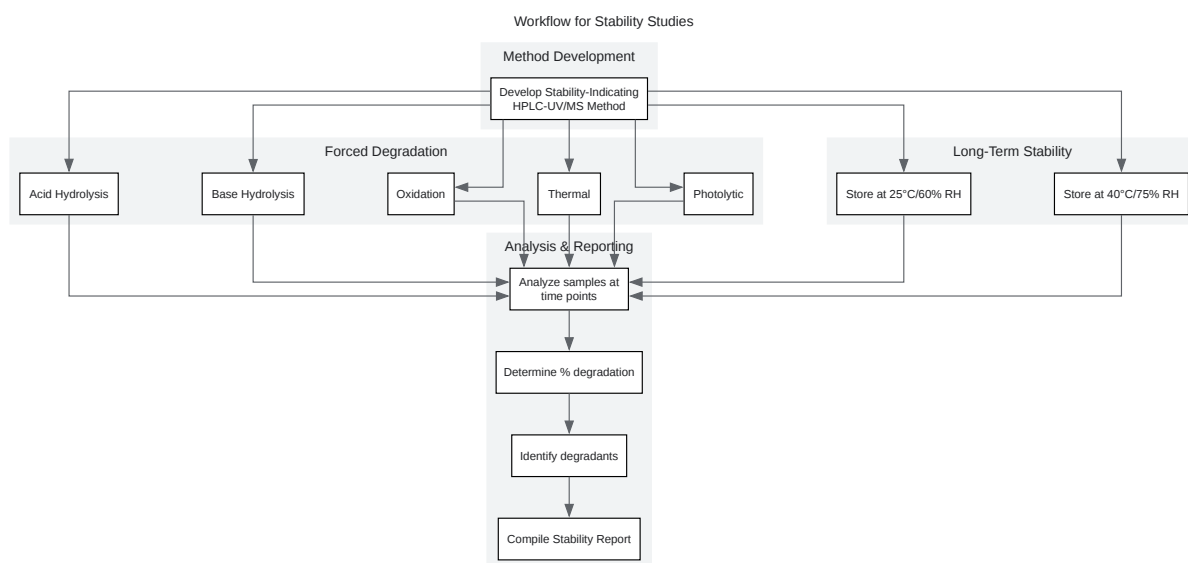 Workflow for Stability Studies
Method Development
Develop Stability-Indicating
HPLC-UV/MS Method
Forced Degradation
Long-Term Stability
Acid Hydrolysis
Base Hydrolysis
Oxidation
Thermal
Photolytic
Store at 25°C/60% RH
Store at 40°C/75% RH
Analysis & Reporting
Analyze samples at
time points
Determine % degradation
Identify degradants
Compile Stability Report